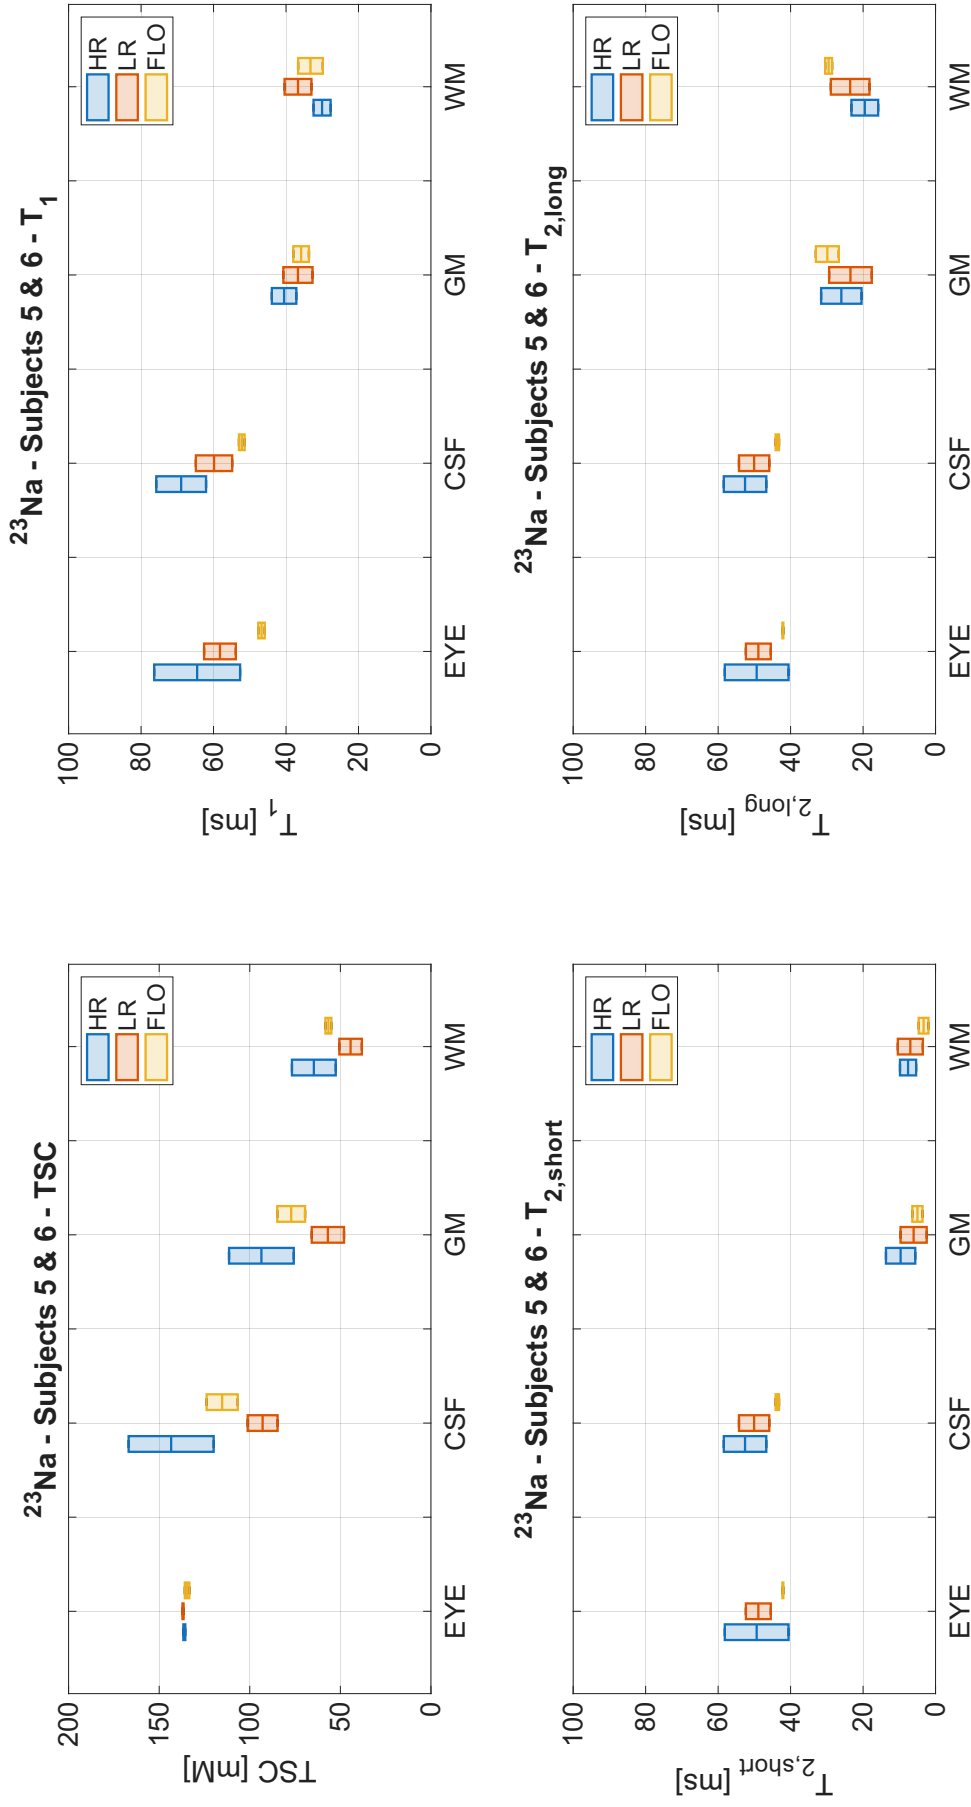 ²³Na - Subjects 5 & 6 - TSC
TSC [mM]
200
150
100
50
0
EYE
CSF
GM
WM
HR
LR
FLO
²³Na - Subjects 5 & 6 - T₁
T₁ [ms]
100
80
60
40
20
0
EYE
CSF
GM
WM
HR
LR
FLO
²³Na - Subjects 5 & 6 - T2,short
T2,short [ms]
100
80
60
40
20
0
EYE
CSF
GM
WM
HR
LR
FLO
²³Na - Subjects 5 & 6 - T2,long
T2,long [ms]
100
80
60
40
20
0
EYE
CSF
GM
WM
HR
LR
FLO